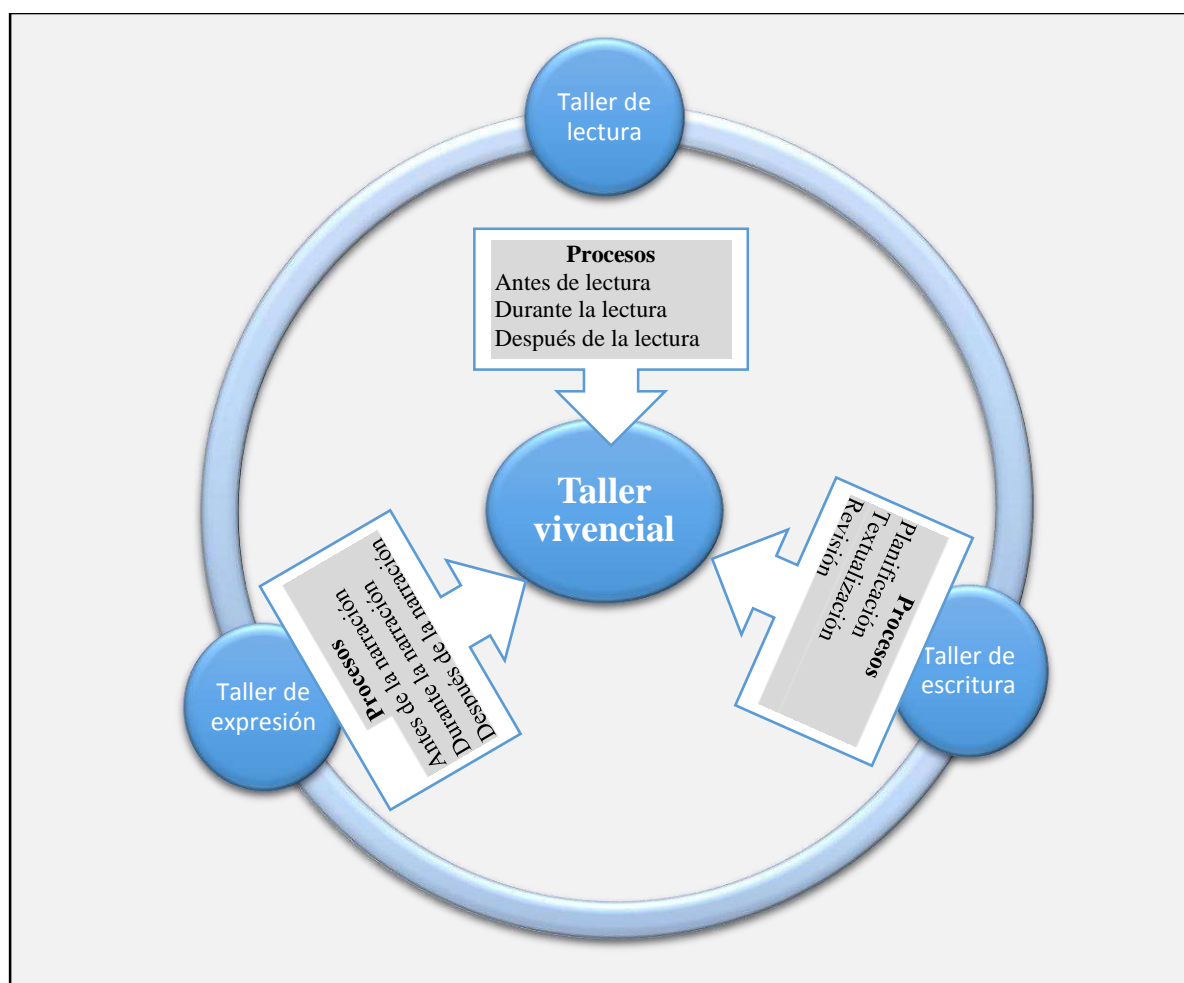 Taller de
lectura
Procesos
Antes de lectura
Durante la lectura
Después de la lectura
Taller
vivencial
Procesos
Planificación
Textualización
Revisión
Taller de
escritura
Procesos
Antes de la narración
Durante la narración
Después de la narración
Taller de
expresión